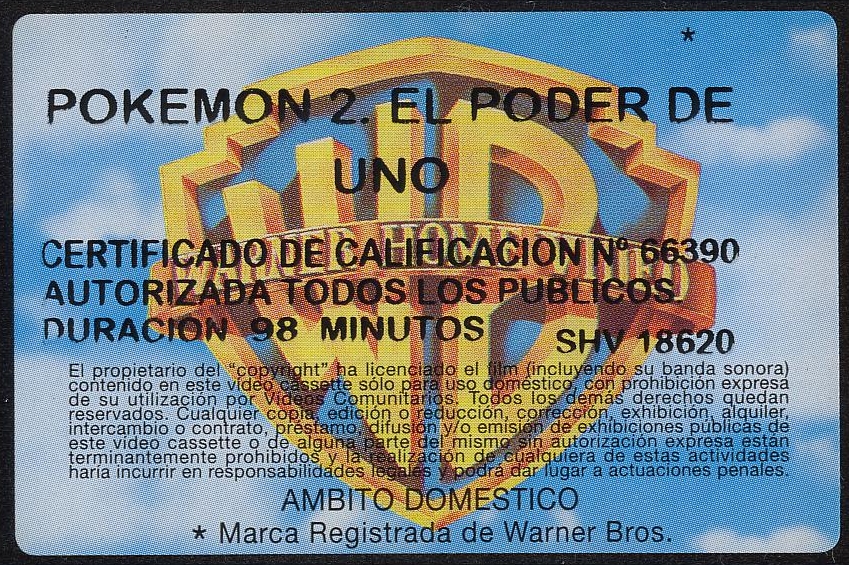 *
POKEMON 2. EL PODER DE
UNO
WARNER HOME VIDEO
CERTIFICADO DE CALIFICACION Nº 66390
AUTORIZADA TODOS LOS PUBLICOS.
DURACION 98 MINUTOS
SHV 18620
El propietario del "copyright" ha licenciado el film (incluyendo su banda sonora)
contenido en este video cassette sólo para uso doméstico, con prohibición expresa
de su utilización por Videos Comunitarios. Todos los demás derechos quedan
reservados. Cualquier copia, edición o reducción, corrección, exhibición, alquiler,
intercambio o contrato, préstamo, difusión y/o emisión de exhibiciones públicas de
este video cassette o de alguna parte del mismo sin autorización expresa están
terminantemente prohibidos y la realización de cualquiera de estas actividades
haría incurrir en responsabilidades legales y podrá dar lugar a actuaciones penales.
AMBITO DOMESTICO
* Marca Registrada de Warner Bros.